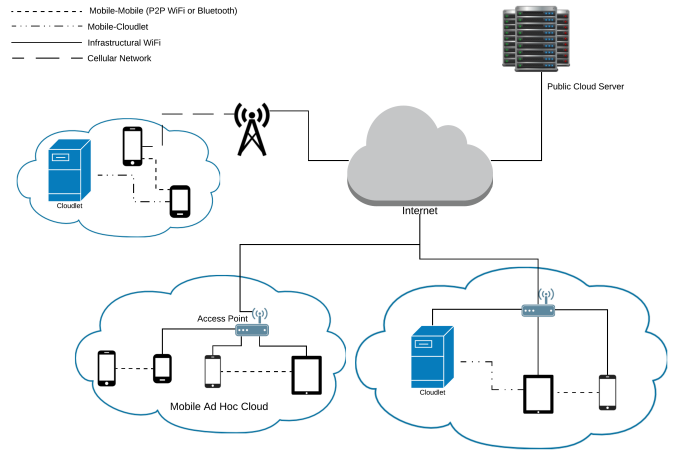 Mobile-Mobile (P2P WiFi or Bluetooth)
Mobile-Cloudlet
Infrastructural WiFi
Cellular Network
Public Cloud Server
Cloudlet
Internet
Access Point
Cloudlet
Mobile Ad Hoc Cloud